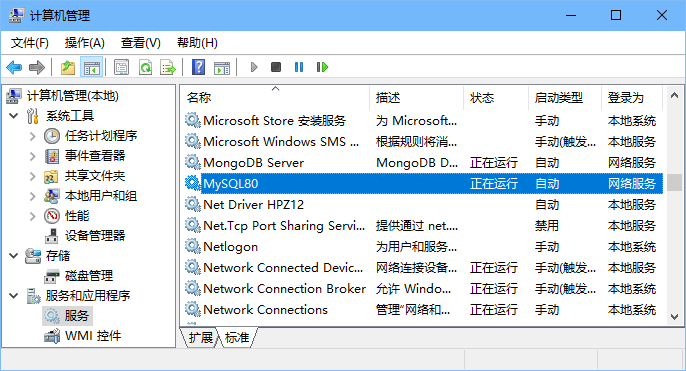 计算机管理
文件(F) 操作(A) 查看(V) 帮助(H)
计算机管理(本地)
系统工具
任务计划程序
事件查看器
共享文件夹
本地用户和组
性能
设备管理器
存储
磁盘管理
服务和应用程序
服务
WMI 控件
名称 描述 状态 启动类型 登录为
Microsoft Store 安装服务 为 Microsof... 手动 本地系统
Microsoft Windows SMS ... 根据规则将消... 手动(触发... 本地服务
MongoDB Server MongoDB D... 正在运行 自动 网络服务
MySQL80 正在运行 自动 网络服务
Net Driver HPZ12 自动 本地服务
Net.Tcp Port Sharing Servi... 提供通过 net.... 禁用 本地服务
Netlogon 为用户和服务... 手动 本地系统
Network Connected Devic... 网络连接设备... 正在运行 手动(触发... 本地服务
Network Connection Broker 允许 Windo... 正在运行 手动(触发... 本地系统
Network Connections 管理“网络和... 手动 本地系统
扩展 标准